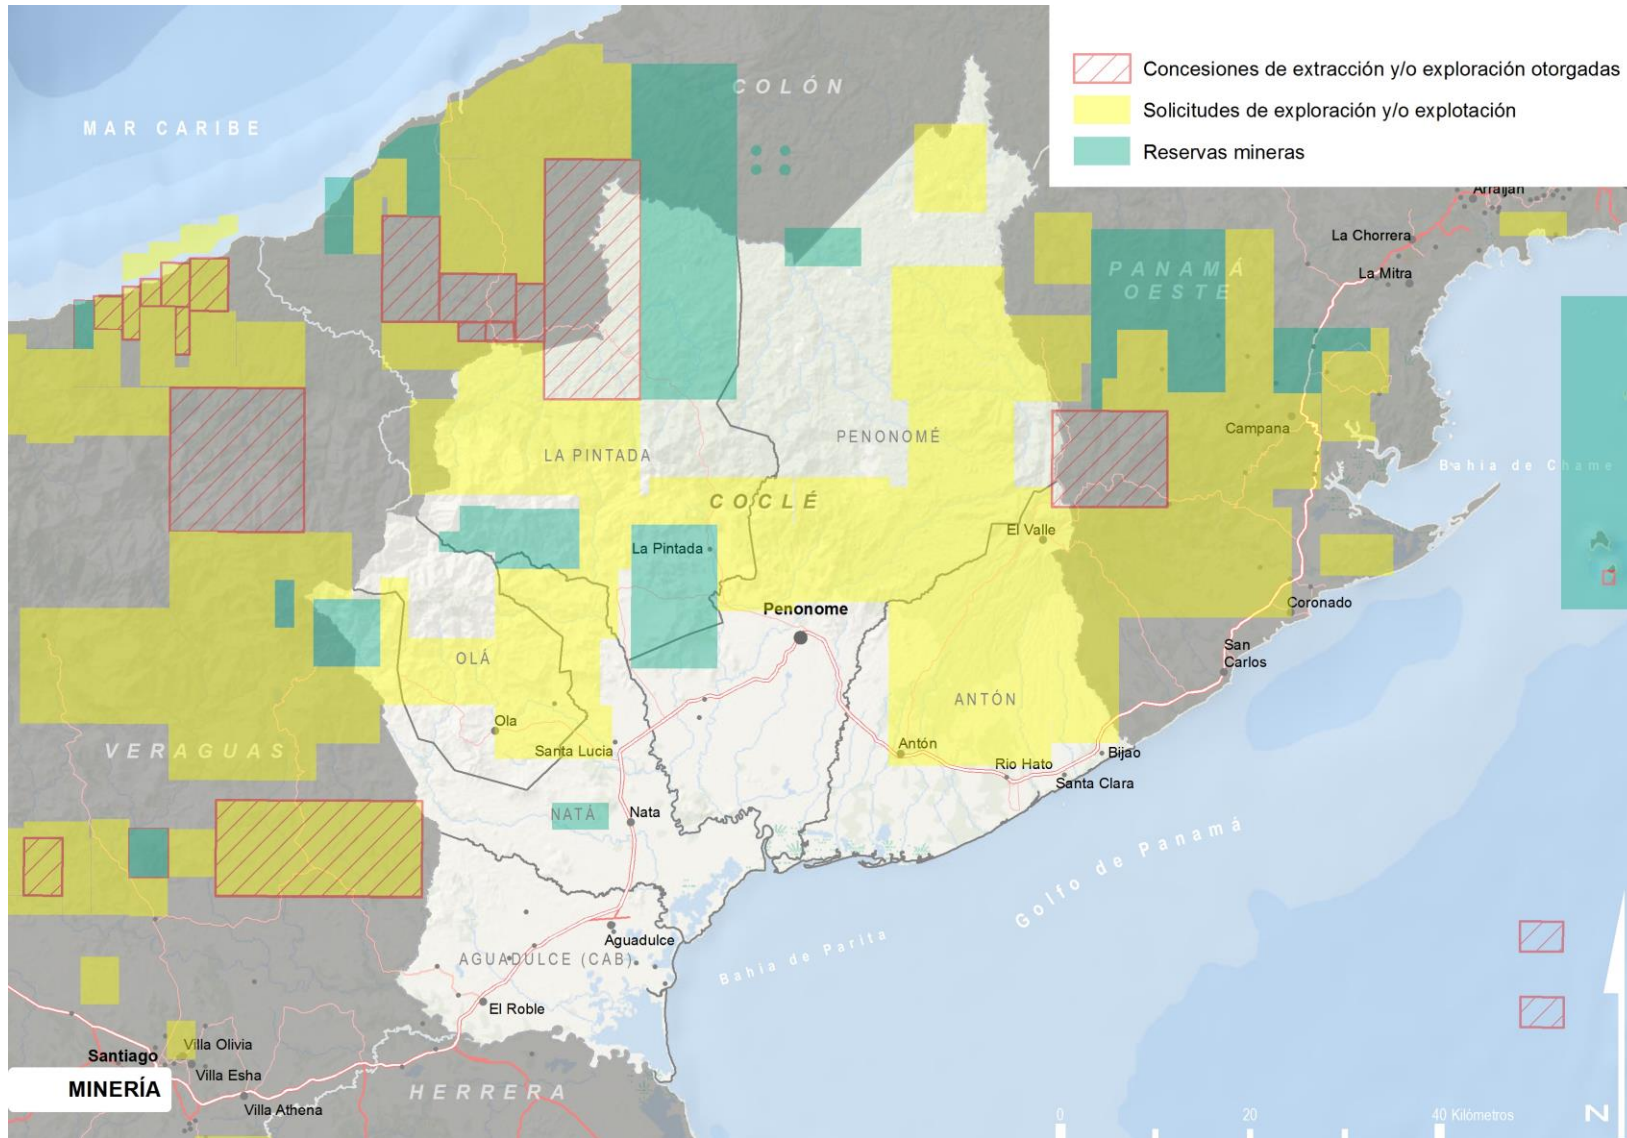 Concesiones de extracción y/o exploración otorgadas
Solicitudes de exploración y/o explotación
Reservas mineras
COLÓN
MAR CARIBE
Arraijan
La Chorrera
La Mitra
PANAMÁ
OESTE
Campana
PENONOMÉ
LA PINTADA
Bahía de Chame
COCLÉ
El Valle
La Pintada
Penonome
Coronado
San
Carlos
OLÁ
ANTÓN
Ola
Santa Lucia
Antón
Bijao
VERAGUAS
Rio Hato
Santa Clara
NATÁ
Nata
Golfo de Panamá
Aguadulce
Bahía de Parita
AGUADULCE (CAB)
El Roble
Villa Olivia
Santiago
Villa Esha
MINERÍA
HERRERA
Villa Athena
0
20
40 Kilómetros
N